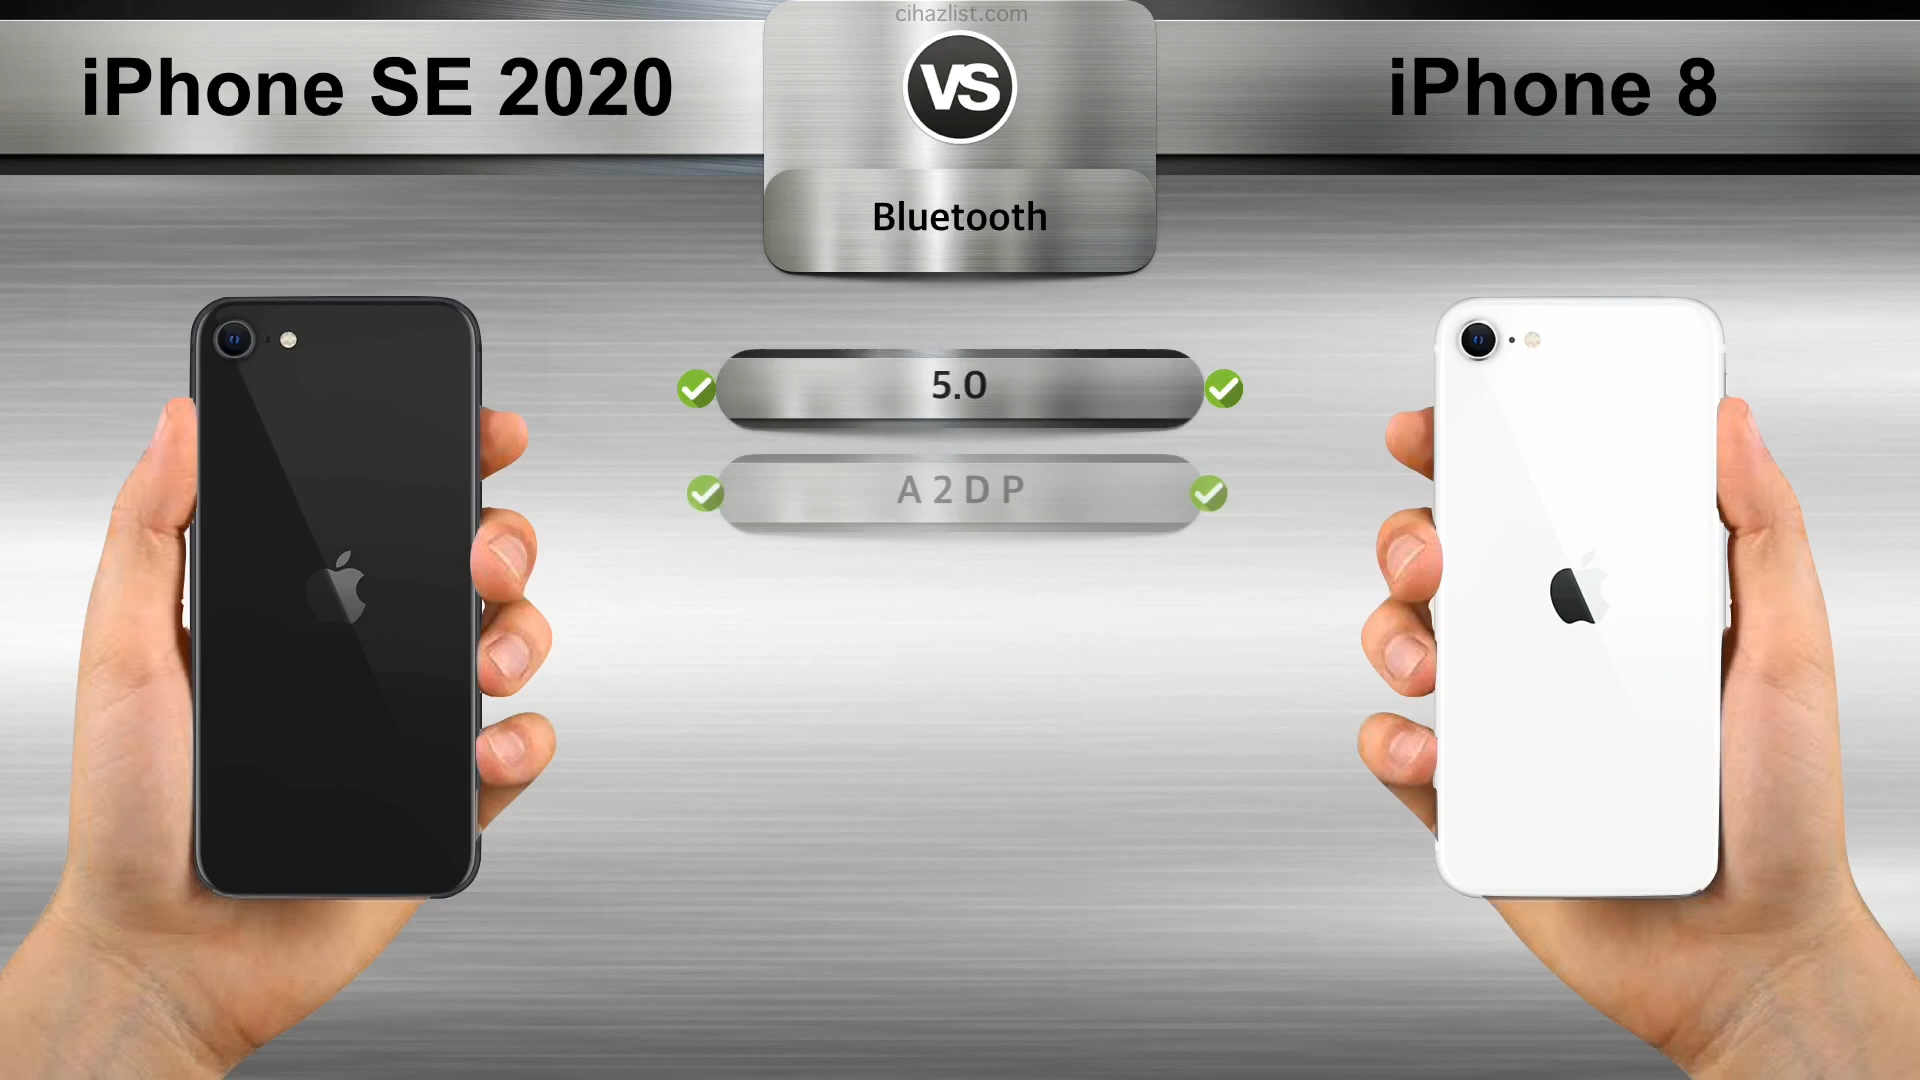 cihazlist.com
iPhone SE 2020
VS
iPhone 8
Bluetooth
5.0
A2DP